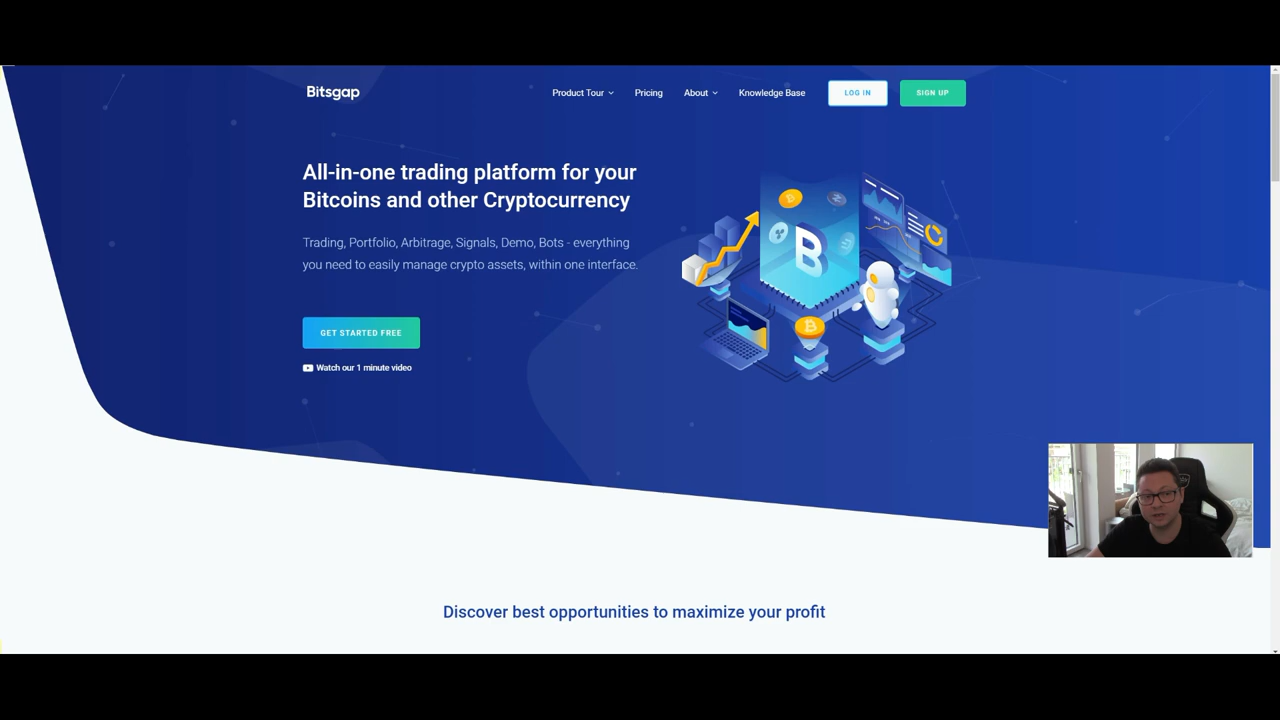 Bitsgap
Product Tour
Pricing
About
Knowledge Base
LOG IN
SIGN UP
All-in-one trading platform for your
Bitcoins and other Cryptocurrency
Trading, Portfolio, Arbitrage, Signals, Demo, Bots - everything
you need to easily manage crypto assets, within one interface.
GET STARTED FREE
Watch our 1 minute video
Discover best opportunities to maximize your profit